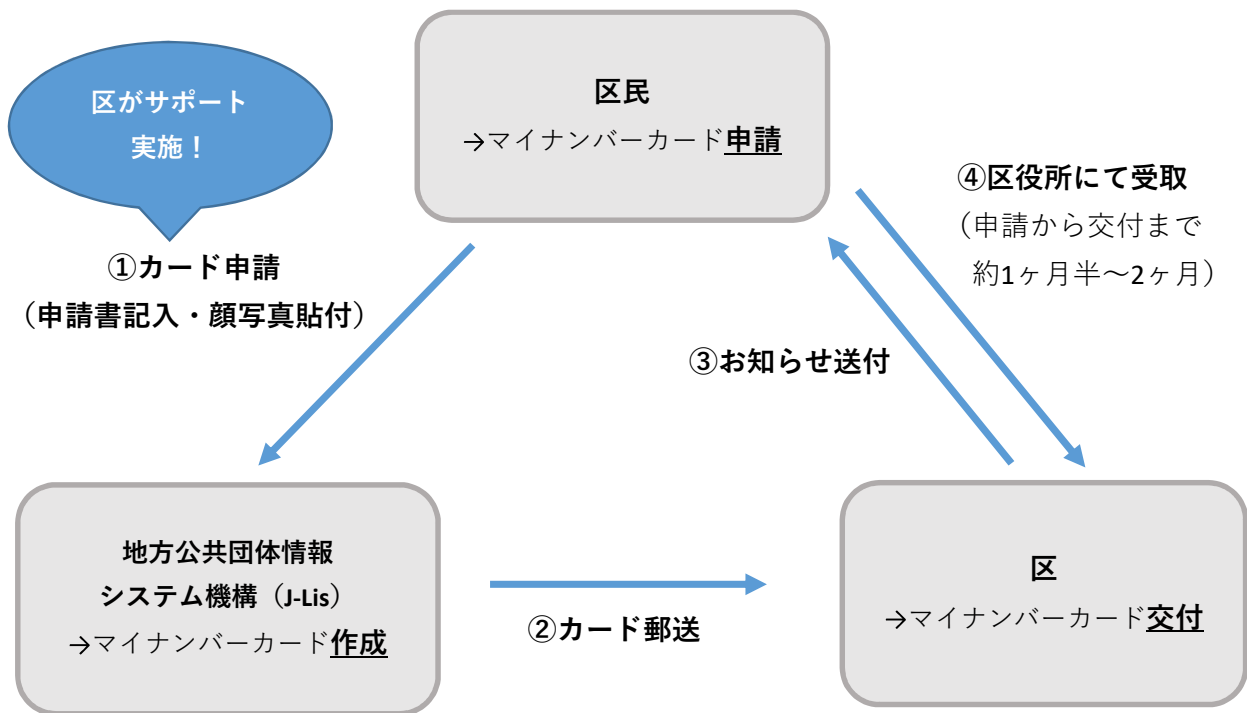 区がサポート
実施!
区民
→マイナンバーカード申請
④区役所にて受取
(申請から交付まで
約1ヶ月半～2ヶ月)
①カード申請
(申請書記入・顔写真貼付)
③お知らせ送付
地方公共団体情報
システム機構(J-Lis)
→マイナンバーカード作成
②カード郵送
区
→マイナンバーカード交付